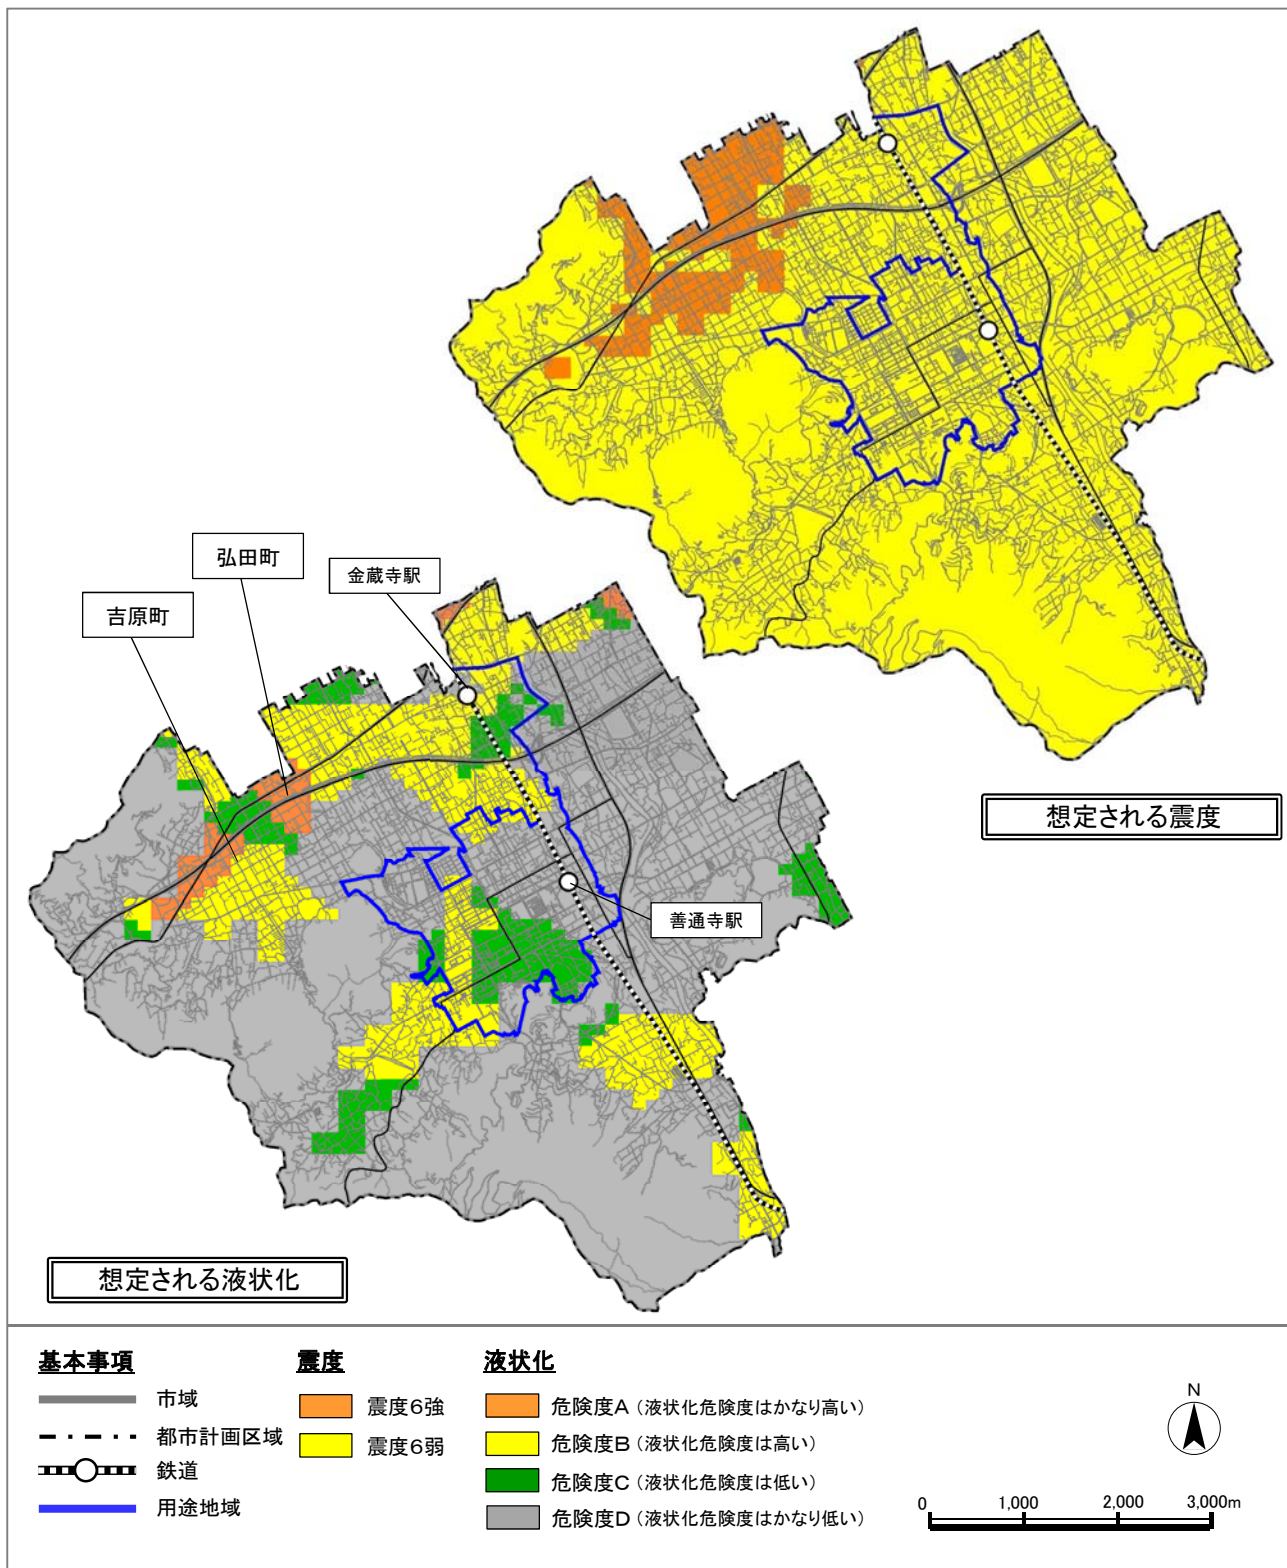 想定される震度
弘田町
金蔵寺駅
吉原町
善通寺駅
想定される液状化
基本事項
市域
都市計画区域
鉄道
用途地域
震度
震度6強
震度6弱
液状化
危険度A（液状化危険度はかなり高い）
危険度B（液状化危険度は高い）
危険度C（液状化危険度は低い）
危険度D（液状化危険度はかなり低い）
N
0 1,000 2,000 3,000m